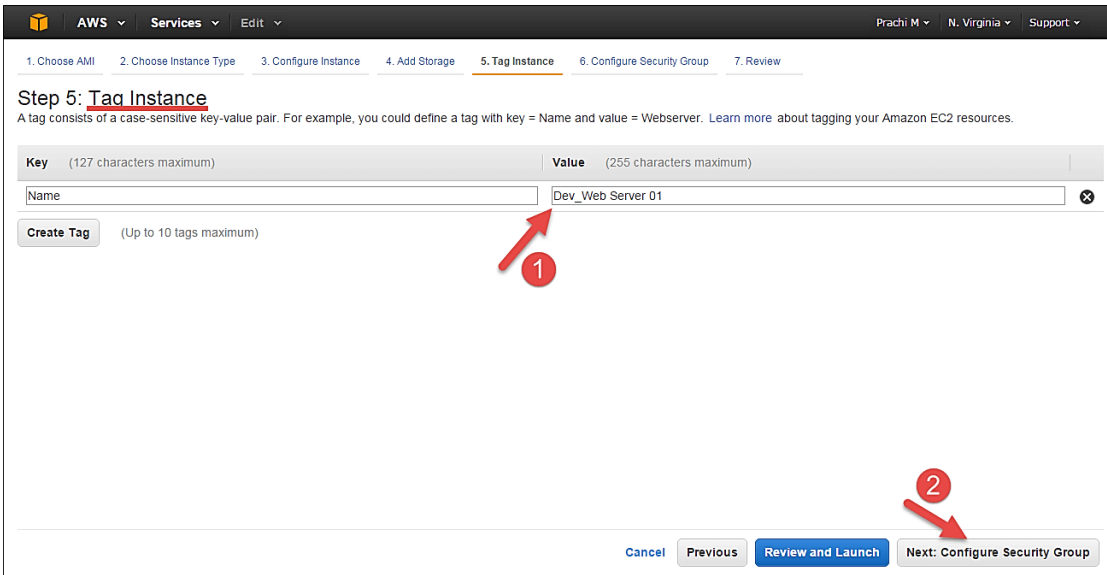 AWS Services Edit Prachi M N. Virginia Support
1. Choose AMI 2. Choose Instance Type 3. Configure Instance 4. Add Storage 5. Tag Instance 6. Configure Security Group 7. Review
Step 5: Tag Instance
A tag consists of a case-sensitive key-value pair. For example, you could define a tag with key = Name and value = Webserver. Learn more about tagging your Amazon EC2 resources.
Key (127 characters maximum) Value (255 characters maximum)
Name Dev_Web Server 01
Create Tag (Up to 10 tags maximum)
1
2
Cancel Previous Review and Launch Next: Configure Security Group